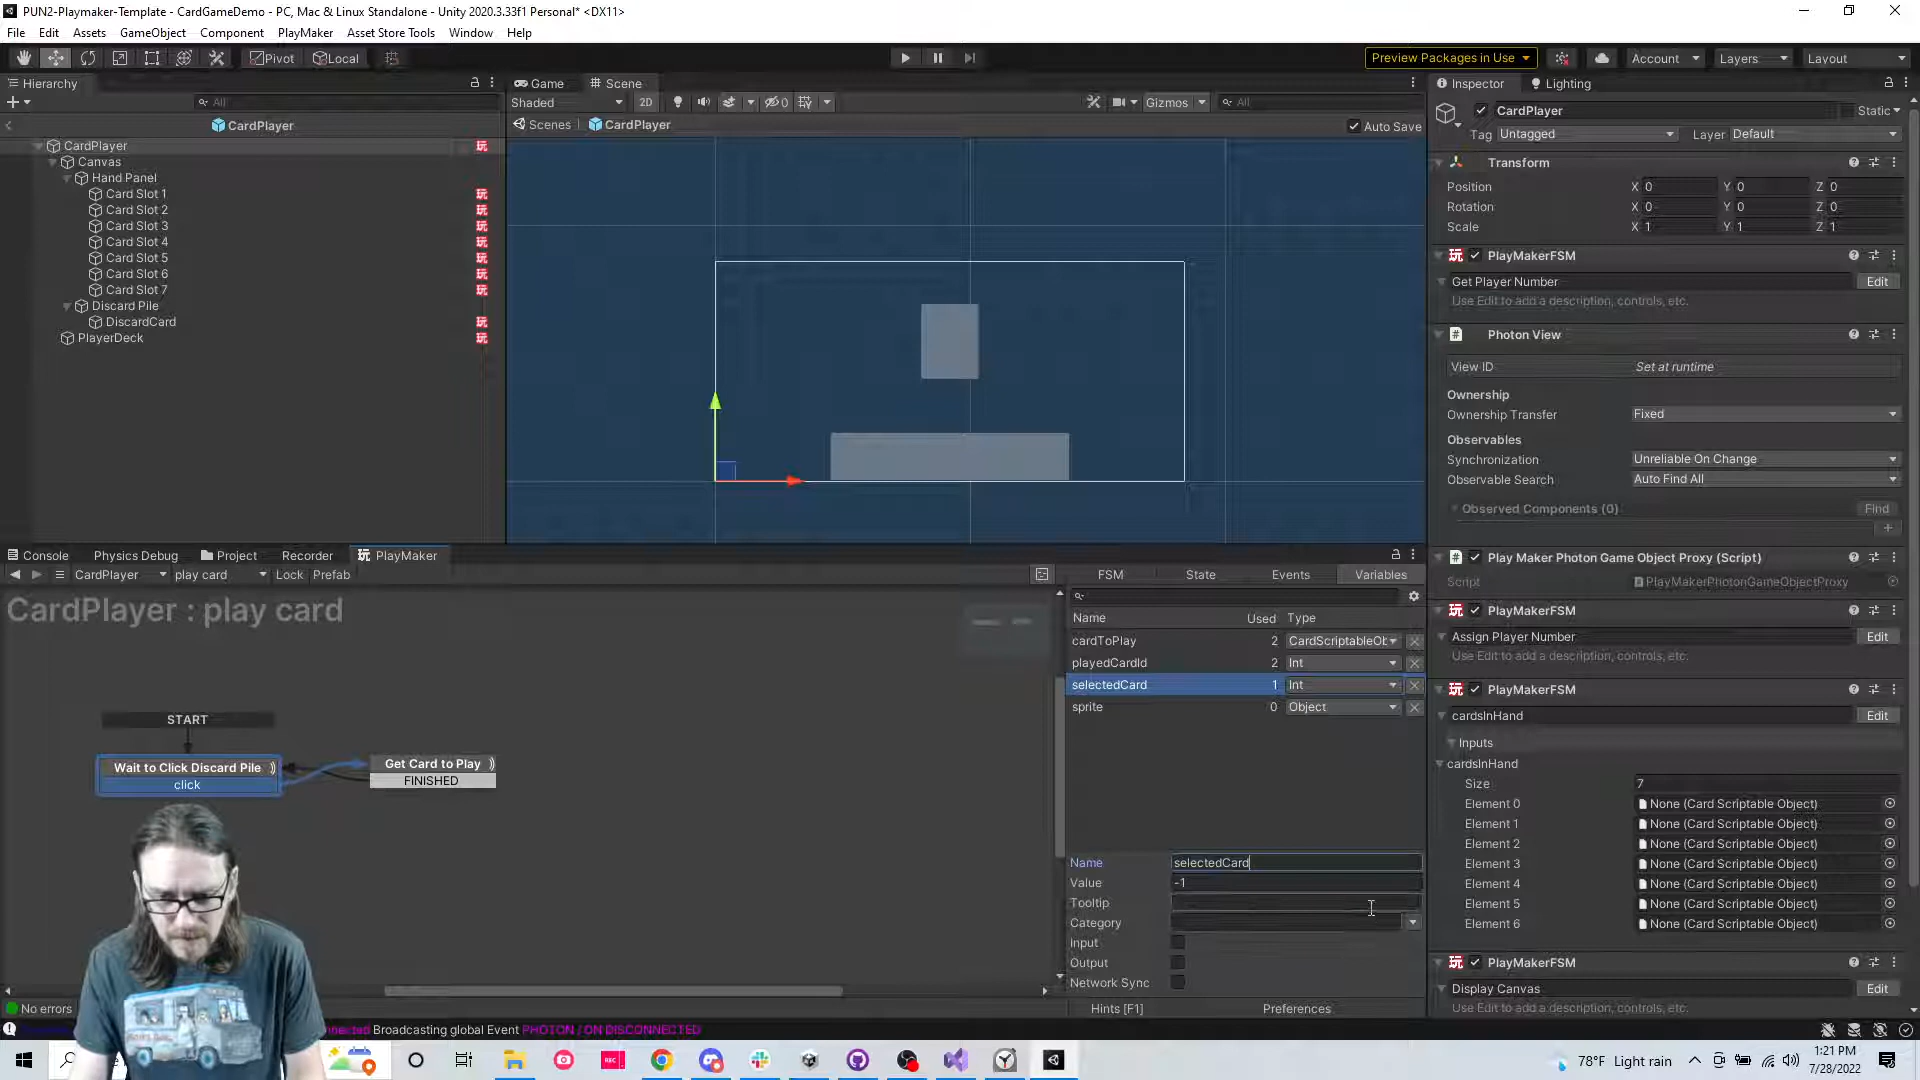 PUN2-Playmaker-Template - CardGameDemo - PC, Mac & Linux Standalone - Unity 2020.3.33f1 Personal* <DX11>
File Edit Assets GameObject Component PlayMaker Asset Store Tools Window Help
Pivot Local Preview Packages in Use Account Layers Layout
Hierarchy
All
CardPlayer
CardPlayer
Canvas
Hand Panel
Card Slot 1
Card Slot 2
Card Slot 3
Card Slot 4
Card Slot 5
Card Slot 6
Card Slot 7
Discard Pile
DiscardCard
PlayerDeck
Game Scene
Shaded 2D 0 Gizmos All
Scenes CardPlayer Auto Save
Inspector Lighting
CardPlayer Static
Tag Untagged Layer Default
Transform
Position X 0 Y 0 Z 0
Rotation X 0 Y 0 Z 0
Scale X 1 Y 1 Z 1
PlayMakerFSM
Get Player Number Edit
Use Edit to add a description, controls, etc.
Photon View
View ID Set at runtime
Ownership
Ownership Transfer Fixed
Observables
Synchronization Unreliable On Change
Observable Search Auto Find All
Observed Components (0) Find
Play Maker Photon Game Object Proxy (Script)
Script PlayMakerPhotonGameObjectProxy
PlayMakerFSM
Assign Player Number Edit
Use Edit to add a description, controls, etc.
PlayMakerFSM
cardsInHand Edit
Inputs
cardsInHand
Size 7
Element 0 None (Card Scriptable Object)
Element 1 None (Card Scriptable Object)
Element 2 None (Card Scriptable Object)
Element 3 None (Card Scriptable Object)
Element 4 None (Card Scriptable Object)
Element 5 None (Card Scriptable Object)
Element 6 None (Card Scriptable Object)
PlayMakerFSM
Display Canvas Edit
Use Edit to add a description, controls, etc.
Console Physics Debug Project Recorder PlayMaker
CardPlayer play card Lock Prefab
CardPlayer : play card
START
Wait to Click Discard Pile
click
Get Card to Play
FINISHED
FSM State Events Variables
Name Used Type
cardToPlay 2 CardScriptableOb
playedCardId 2 Int
selectedCard 1 Int
sprite 0 Object
Name selectedCard
Value -1
Tooltip
Category
Input
Output
Network Sync
Hints [F1] Preferences
No errors
Broadcasting global Event PHOTON / ON DISCONNECTED
REC
78°F Light rain
1:21 PM
7/28/2022